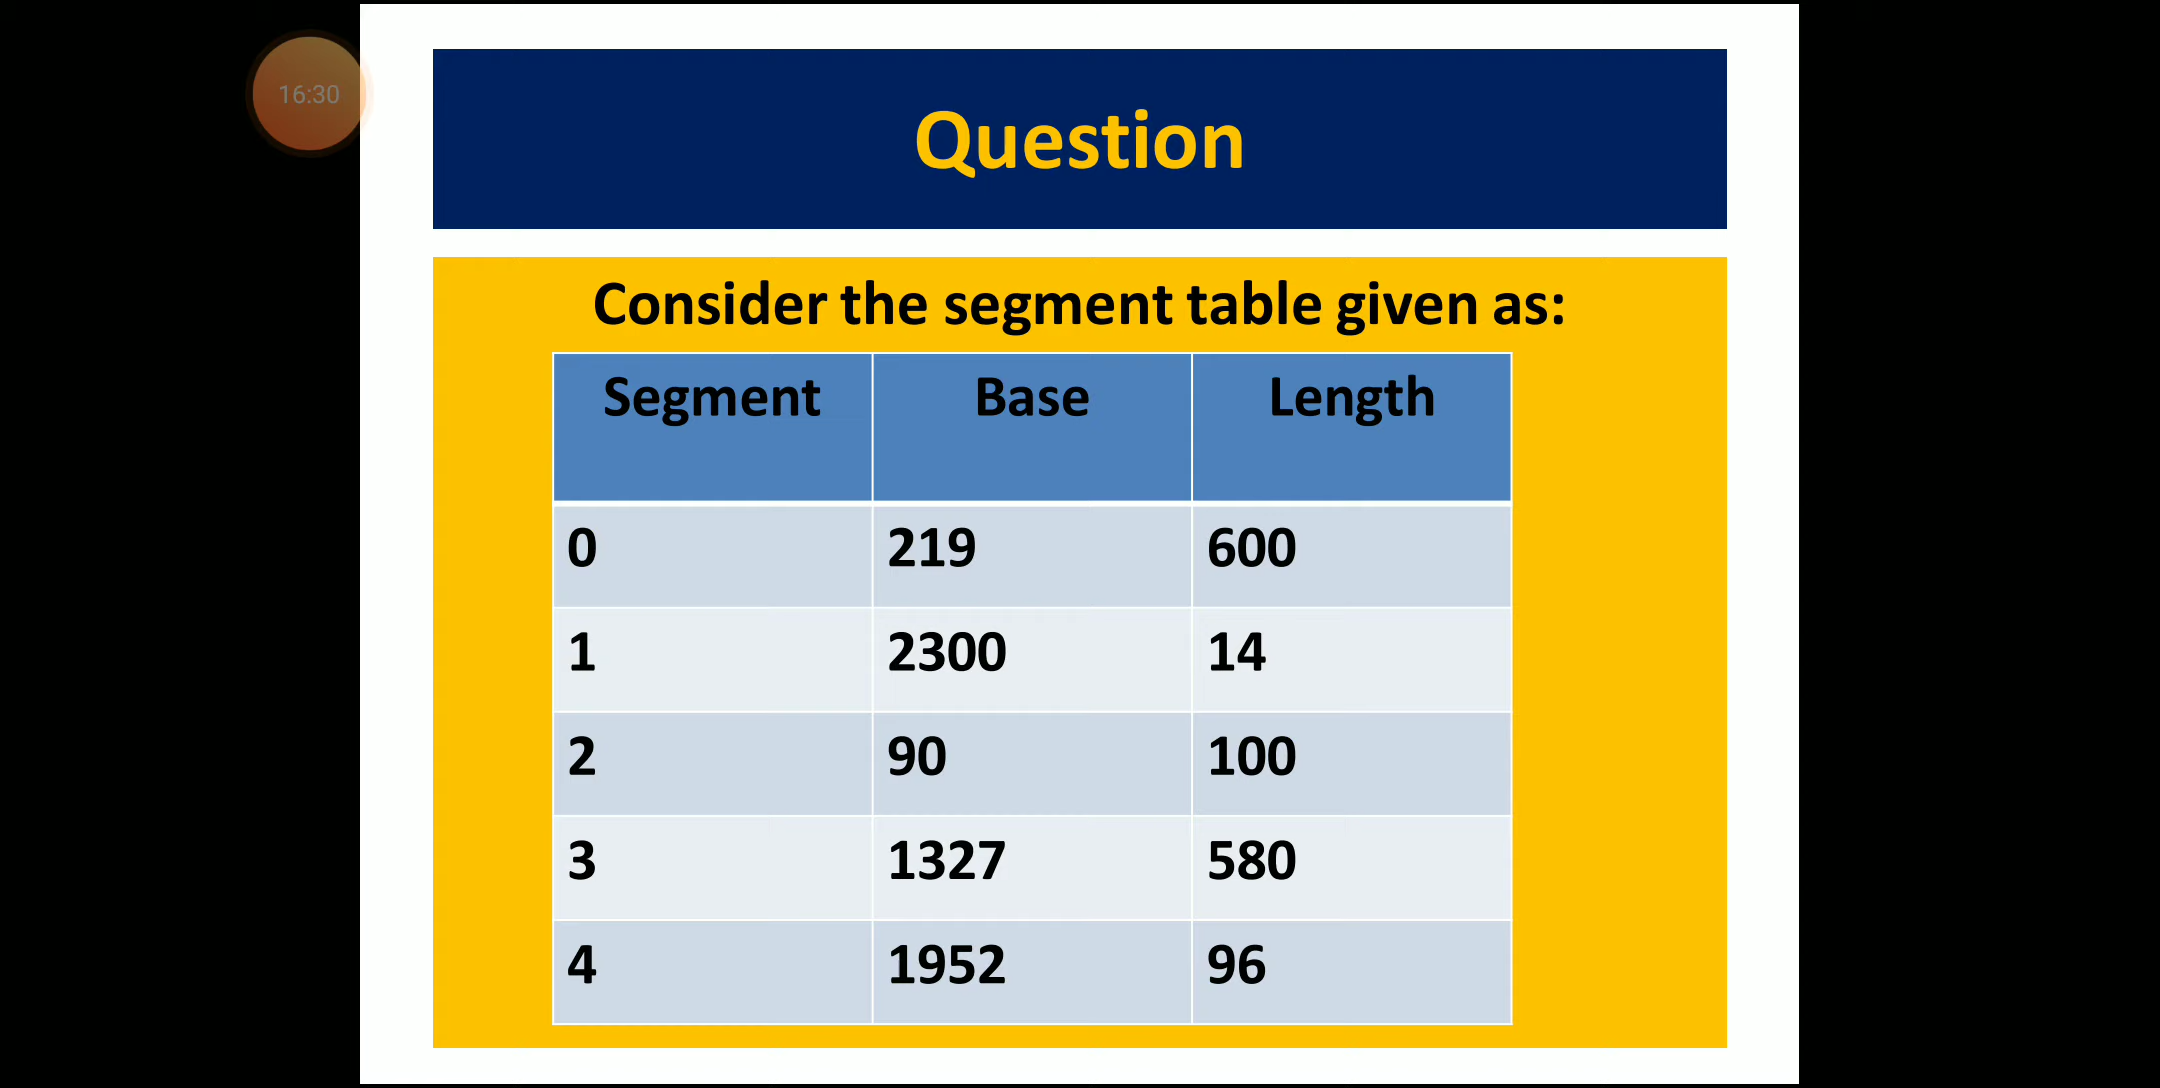 16:30
Question
Consider the segment table given as:
Segment Base Length
0 219 600
1 2300 14
2 90 100
3 1327 580
4 1952 96